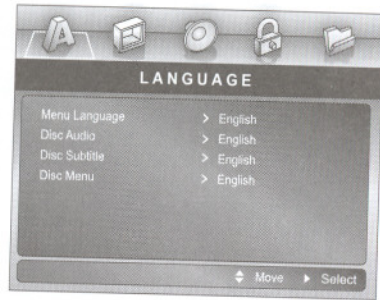 A
LANGUAGE
Menu Language > English
Disc Audio > English
Disc Subtitle > English
Disc Menu > English
Move Select